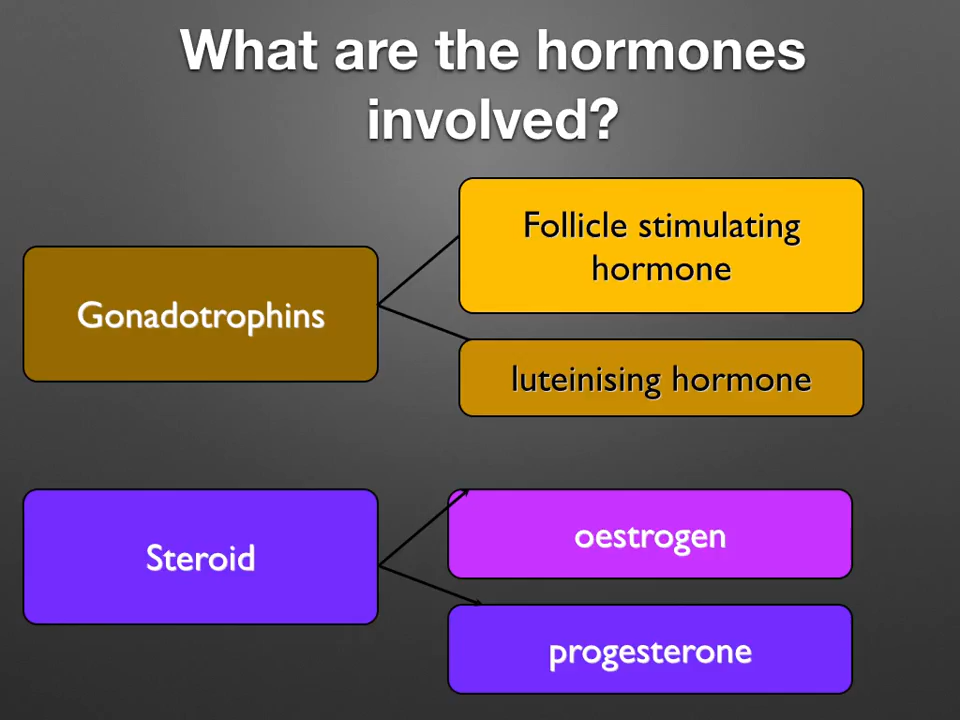 What are the hormones
involved?
Follicle stimulating
hormone
Gonadotrophins
luteinising hormone
oestrogen
Steroid
progesterone